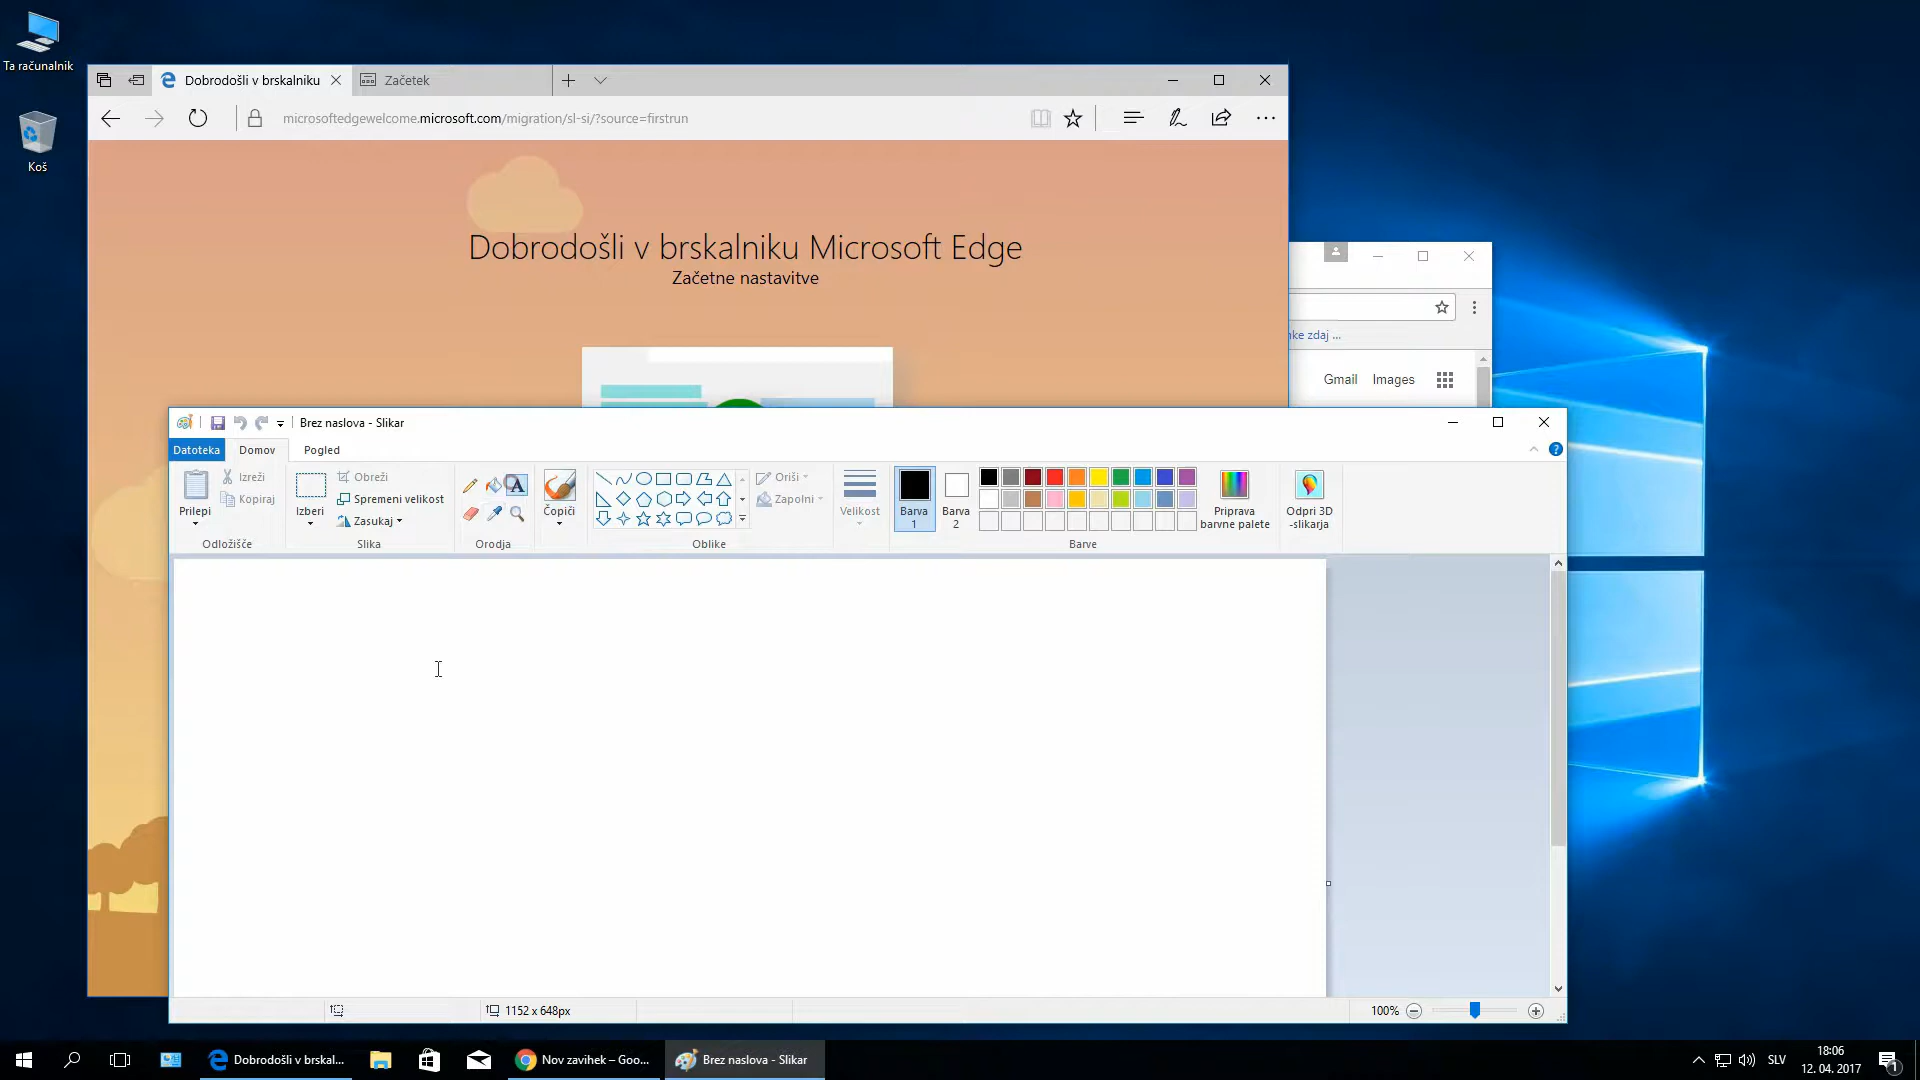 Ta računalnik
Koš
Dobrodošli v brskalniku
Začetek
microsoftedgewelcome.microsoft.com/migration/sl-si/?source=firstrun
Dobrodošli v brskalniku Microsoft Edge
Začetne nastavitve
nke zdaj ...
Gmail Images
Brez naslova - Slikar
Datoteka Domov Pogled
Prilepi
Izreži
Kopiraj
Odložišče
Izberi
Obreži
Spremeni velikost
Zasukaj
Slika
Orodja
Čopiči
Oriši
Zapolni
Oblike
Velikost
Barva
1
Barva
2
Priprava
barvne palete
Barve
Odpri 3D
-slikarja
1152 x 648px
100%
Dobrodošli v brskal...
Nov zavihek – Goo...
Brez naslova - Slikar
SLV
18:06
12. 04. 2017
1